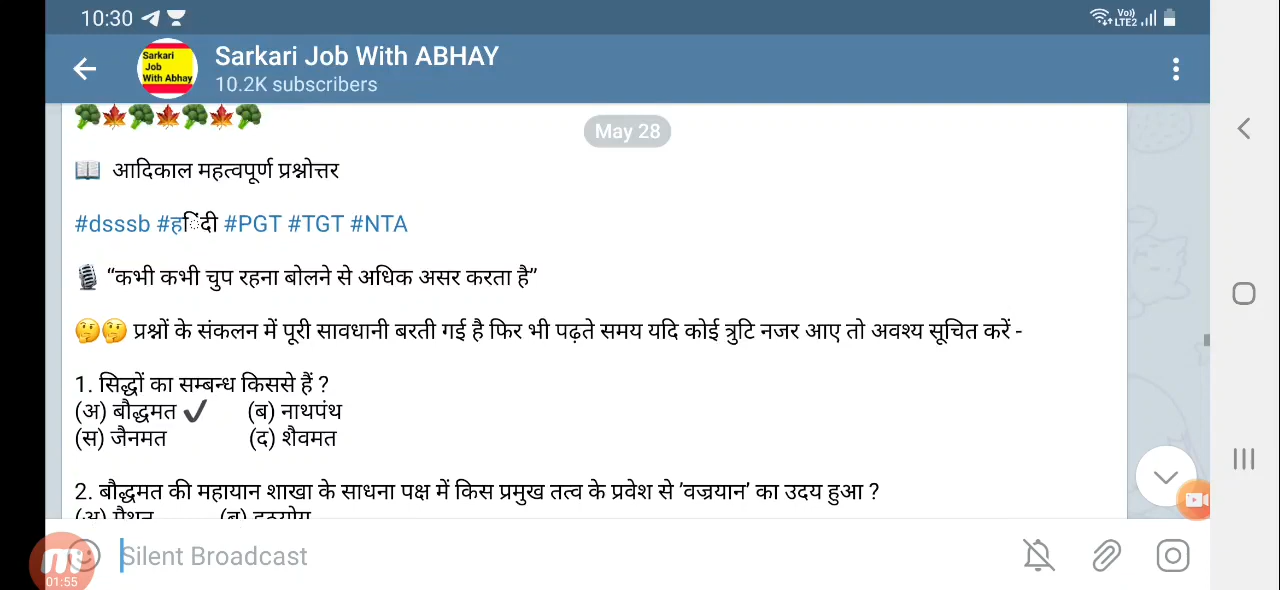 10:30
Vo)) LTE2
Sarkari Job With Abhay
Sarkari Job With ABHAY
10.2K subscribers
May 28
📖 आदिकाल महत्वपूर्ण प्रश्नोत्तर
#dsssb #हिंदी #PGT #TGT #NTA
🎙 “कभी कभी चुप रहना बोलने से अधिक असर करता है”
🤔🤔 प्रश्नों के संकलन में पूरी सावधानी बरती गई है फिर भी पढ़ते समय यदि कोई त्रुटि नजर आए तो अवश्य सूचित करें -
1. सिद्धों का सम्बन्ध किससे हैं ?
(अ) बौद्धमत ✔ (ब) नाथपंथ
(स) जैनमत (द) शैवमत
2. बौद्धमत की महायान शाखा के साधना पक्ष में किस प्रमुख तत्व के प्रवेश से ’वज्रयान’ का उदय हुआ ?
(अ) मैथुन (ब) हठयोग
Silent Broadcast
01:55